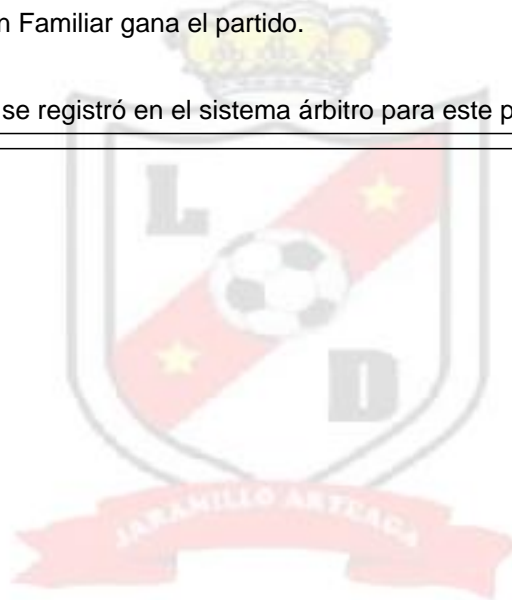 n Familiar gana el partido.
se registró en el sistema árbitro para este p
L
D
JARAMILLO ARTEAGA